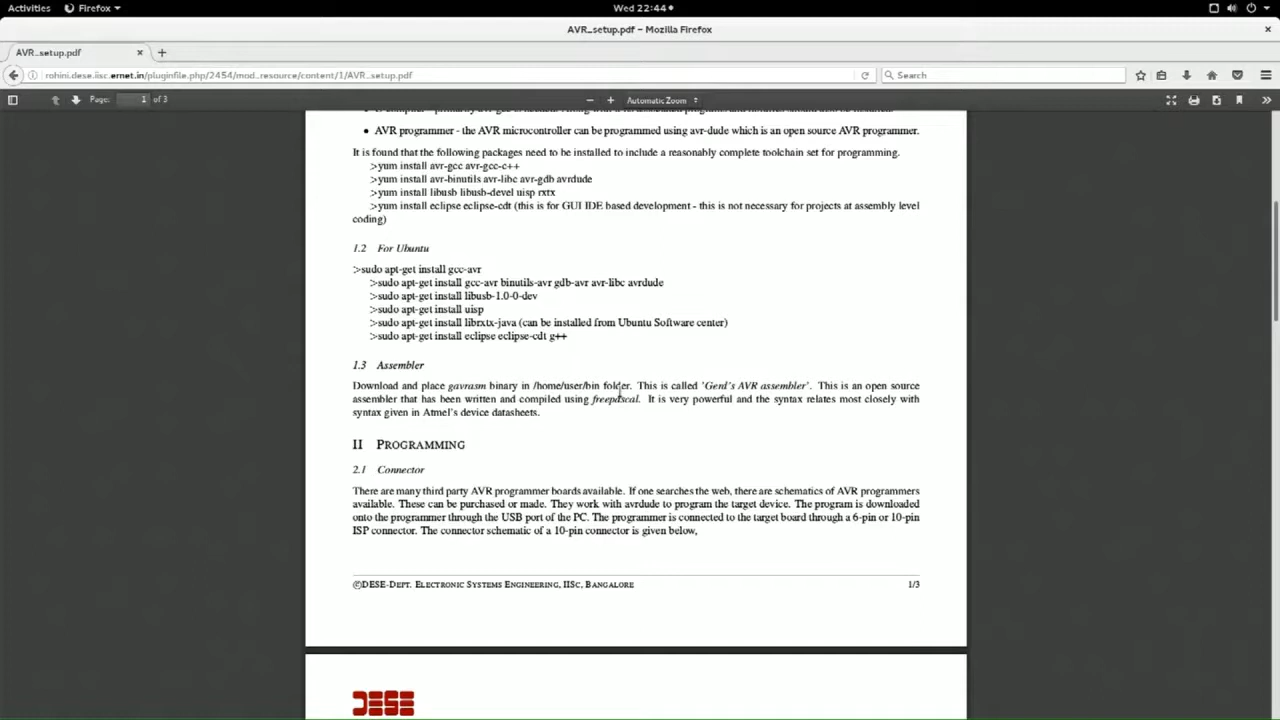 Activities Firefox Wed 22:44
AVR_setup.pdf – Mozilla Firefox
AVR_setup.pdf
rohini.dese.iisc.ernet.in/pluginfile.php/2454/mod_resource/content/1/AVR_setup.pdf Search
Page: 1 of 3 Automatic Zoom
• AVR programmer - the AVR microcontroller can be programmed using avr-dude which is an open source AVR programmer.
It is found that the following packages need to be installed to include a reasonably complete toolchain set for programming.
>yum install avr-gcc avr-gcc-c++
>yum install avr-binutils avr-libc avr-gdb avrdude
>yum install libusb libusb-devel uisp rxtx
>yum install eclipse eclipse-cdt (this is for GUI IDE based development - this is not necessary for projects at assembly level
coding)
1.2 For Ubuntu
>sudo apt-get install gcc-avr
>sudo apt-get install gcc-avr binutils-avr gdb-avr avr-libc avrdude
>sudo apt-get install libusb-1.0-0-dev
>sudo apt-get install uisp
>sudo apt-get install librxtx-java (can be installed from Ubuntu Software center)
>sudo apt-get install eclipse eclipse-cdt g++
1.3 Assembler
Download and place gavrasm binary in /home/user/bin folder. This is called 'Gerd's AVR assembler'. This is an open source
assembler that has been written and compiled using freepascal. It is very powerful and the syntax relates most closely with
syntax given in Atmel's device datasheets.
II PROGRAMMING
2.1 Connector
There are many third party AVR programmer boards available. If one searches the web, there are schematics of AVR programmers
available. These can be purchased or made. They work with avrdude to program the target device. The program is downloaded
onto the programmer through the USB port of the PC. The programmer is connected to the target board through a 6-pin or 10-pin
ISP connector. The connector schematic of a 10-pin connector is given below,
©DESE-DEPT. ELECTRONIC SYSTEMS ENGINEERING, IISC, BANGALORE 1/3
DESE